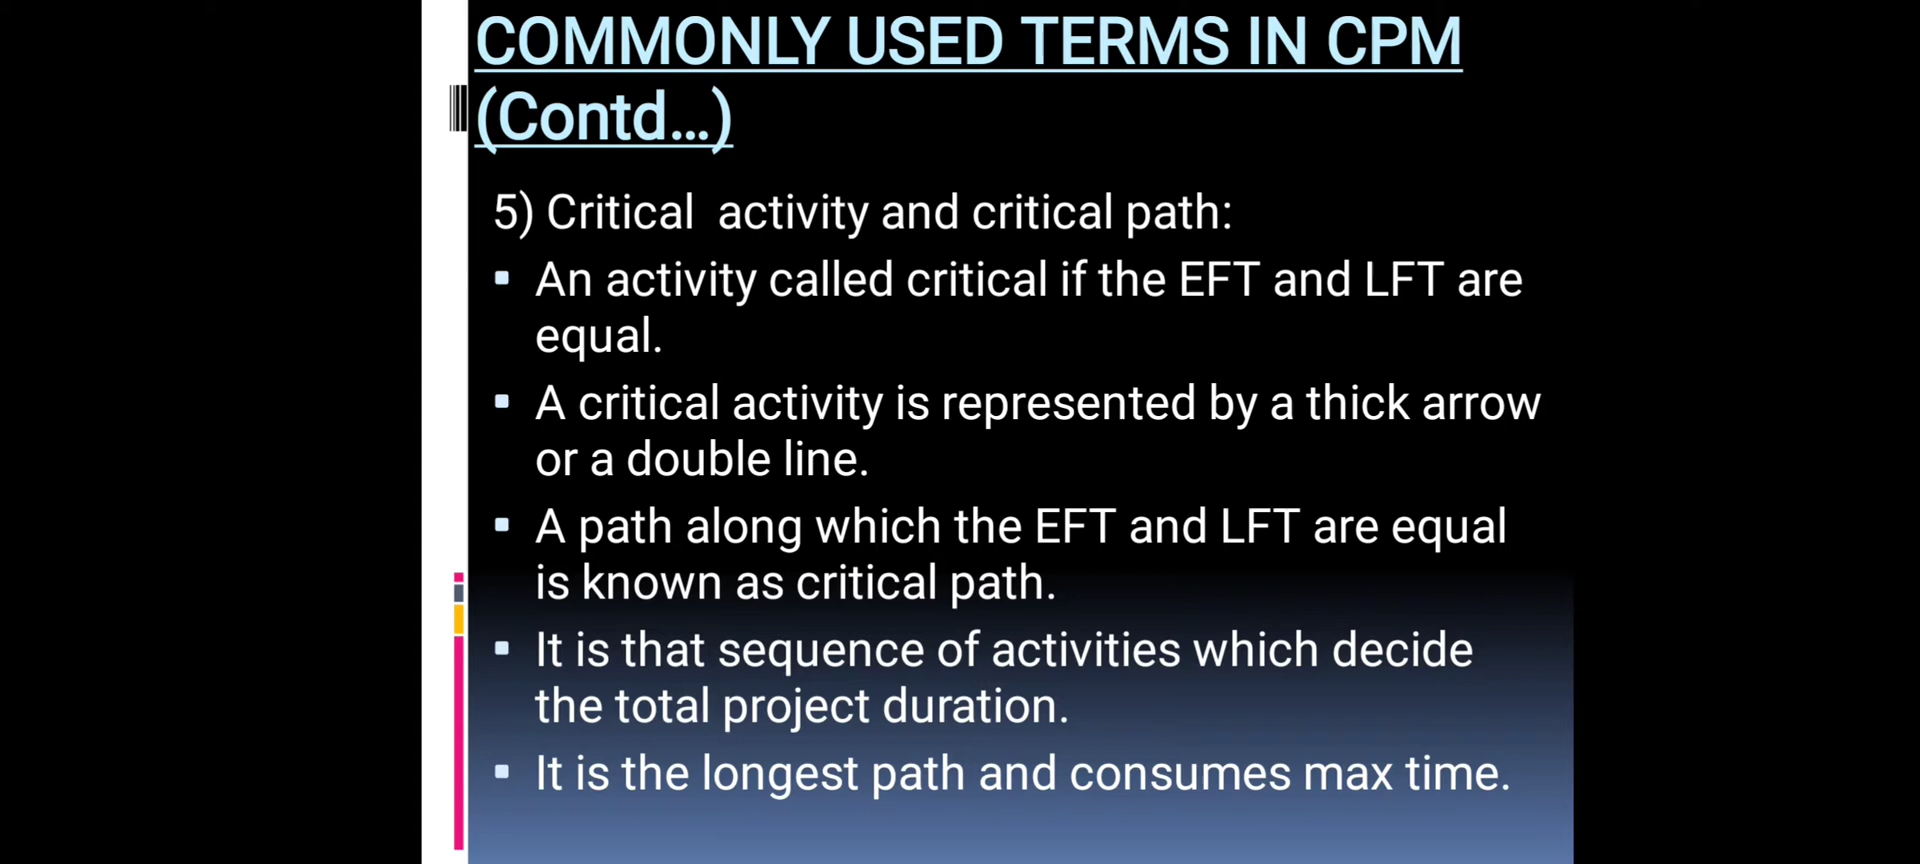 COMMONLY USED TERMS IN CPM
(Contd...)
5) Critical  activity and critical path:
▪ An activity called critical if the EFT and LFT are
equal.
▪ A critical activity is represented by a thick arrow
or a double line.
▪ A path along which the EFT and LFT are equal
is known as critical path.
▪ It is that sequence of activities which decide
the total project duration.
▪ It is the longest path and consumes max time.